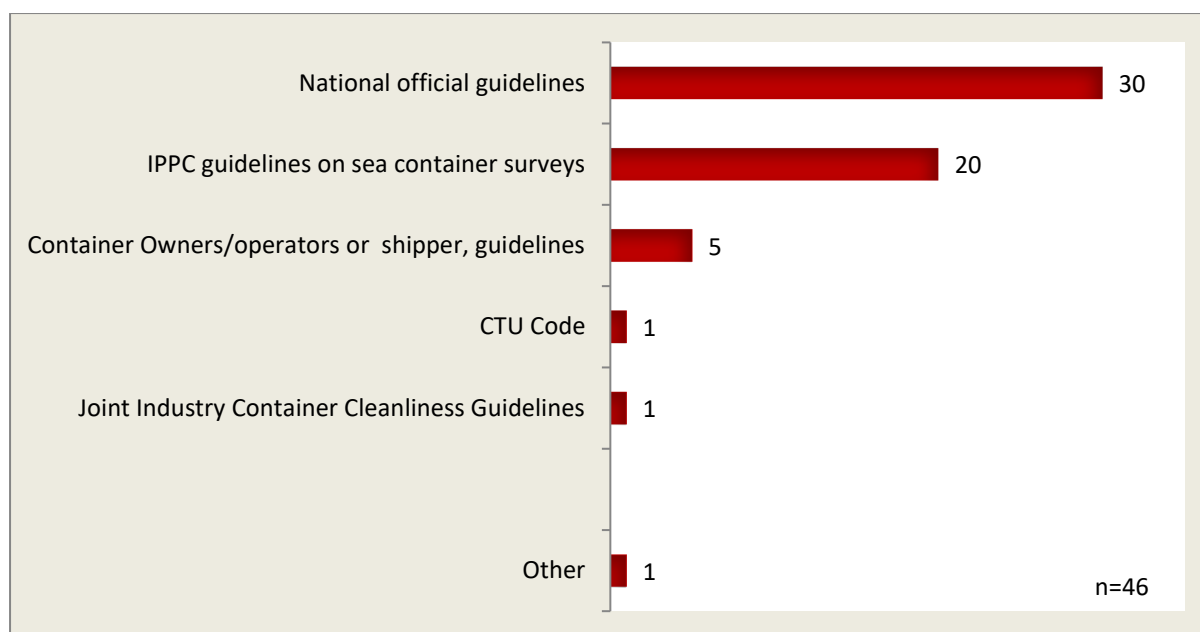 National official guidelines
30
IPPC guidelines on sea container surveys
20
Container Owners/operators or  shipper, guidelines
5
CTU Code
1
Joint Industry Container Cleanliness Guidelines
1
Other
1
n=46